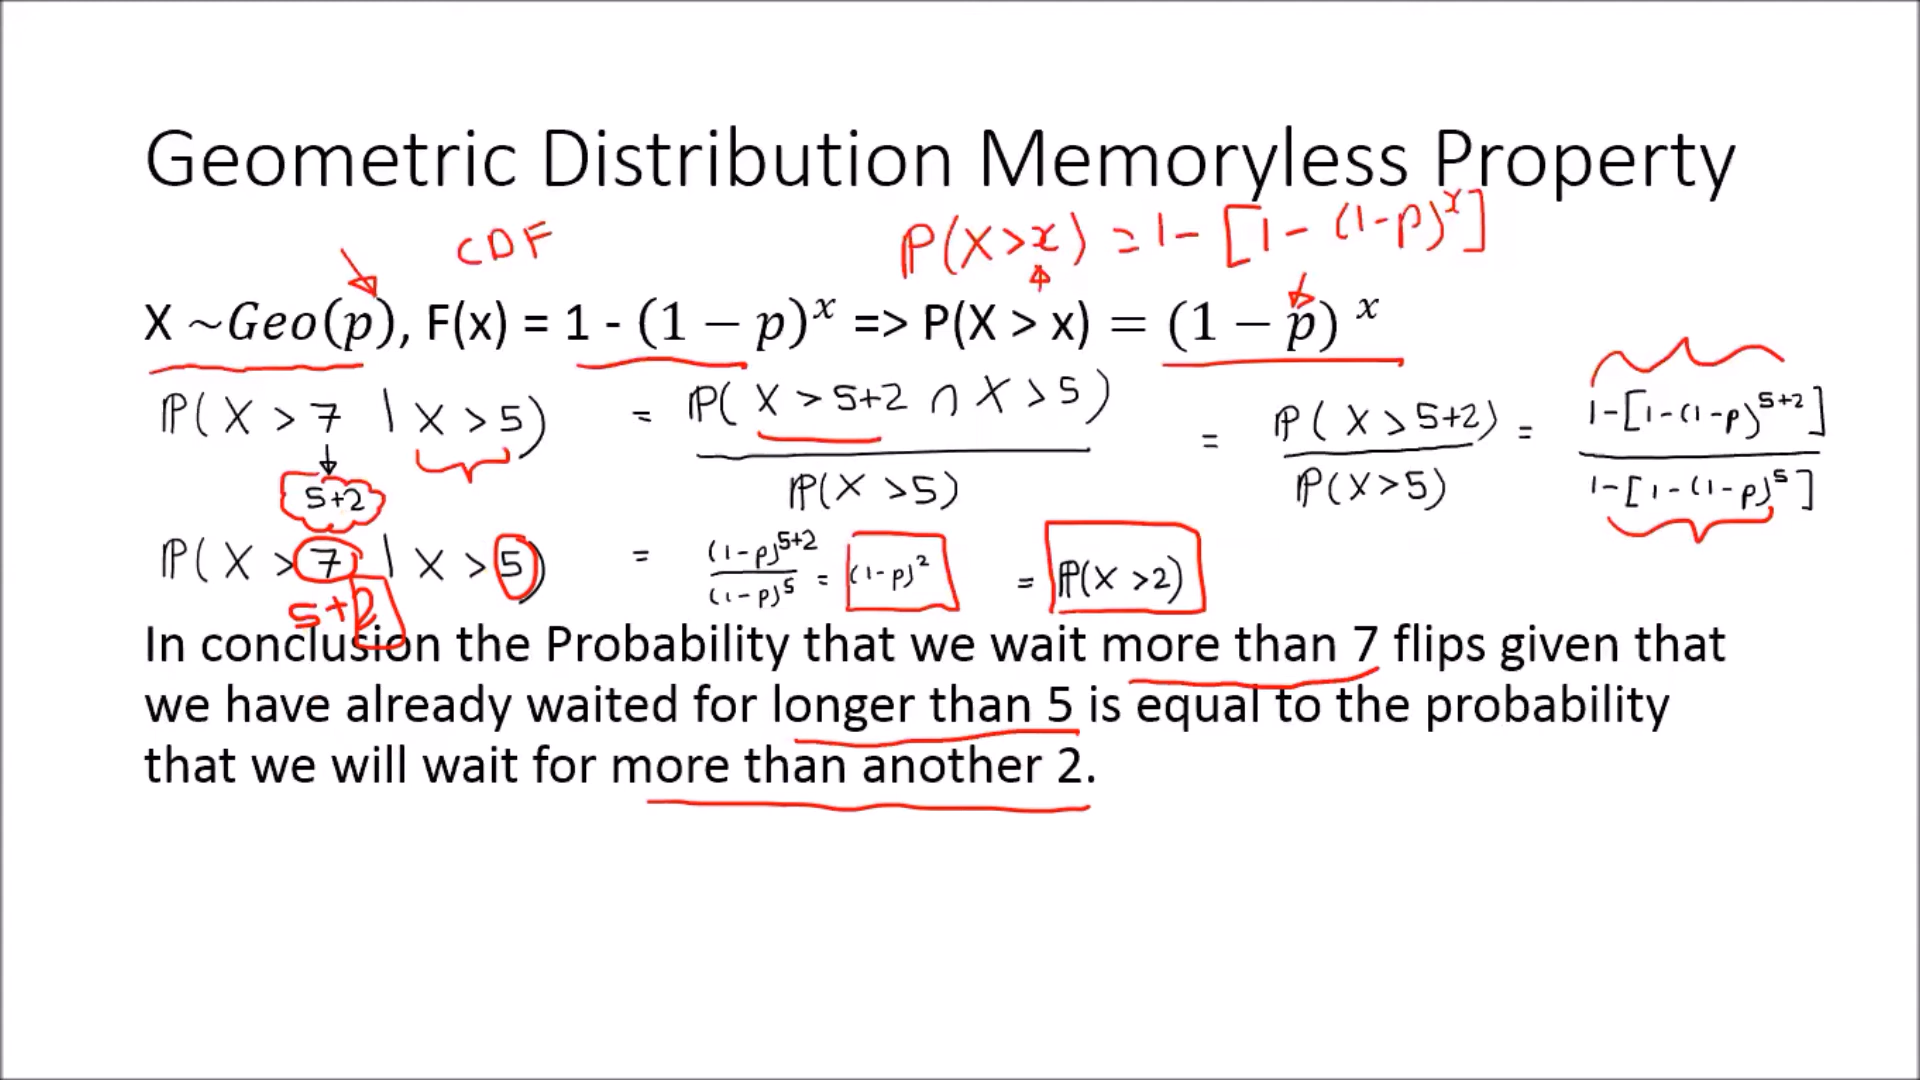 Geometric Distribution Memoryless Property
CDF
ℙ(X>x) = 1-[1-(1-p)^x]
X ~Geo(p), F(x) = 1 - (1 − p)^x => P(X > x) = (1 − p)^x
ℙ(X > 7 | X > 5) = ℙ(X > 5+2 ∩ X > 5) / ℙ(X > 5) = ℙ(X > 5+2) / ℙ(X > 5) = 1-[1-(1-p)^5+2] / 1-[1-(1-p)^5]
5+2
ℙ(X > 7 | X > 5) = (1-p)^5+2 / (1-p)^5 = (1-p)^2 = ℙ(X > 2)
5+2
In conclusion the Probability that we wait more than 7 flips given that
we have already waited for longer than 5 is equal to the probability
that we will wait for more than another 2.